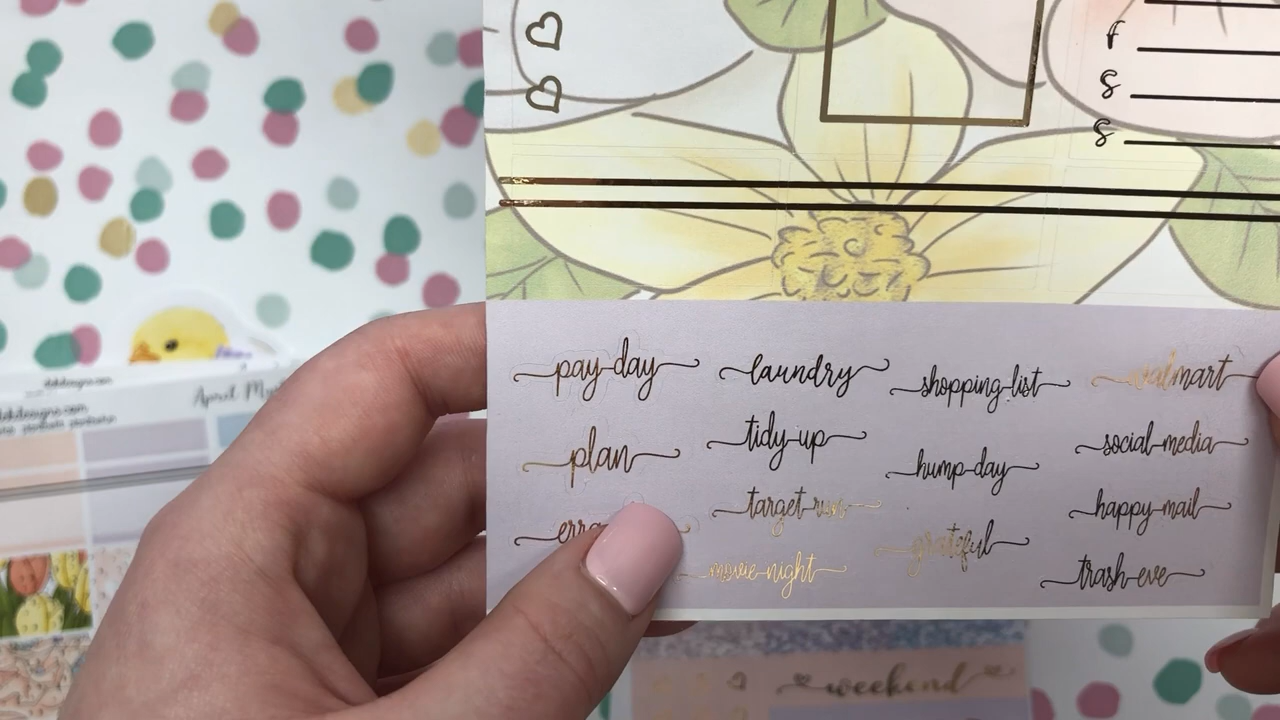 f
s
s
pay day
laundry
shopping list
walmart
plan
tidy up
hump day
social media
target run
grateful
happy mail
movie night
trash eve
April
weekend